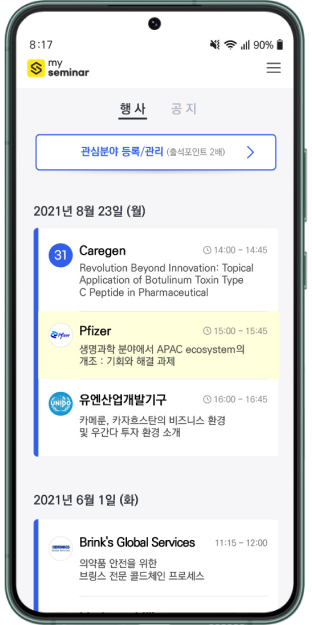 8:17
90%
my
seminar
행사 공지
관심분야 등록/관리 (출석포인트 2배)
2021년 8월 23일 (월)
31 Caregen 14:00 - 14:45
Revolution Beyond Innovation: Topical
Application of Botulinum Toxin Type
C Peptide in Pharmaceutical
Pfizer Pfizer 15:00 - 15:45
생명과학 분야에서 APAC ecosystem의
개조 : 기회와 해결 과제
UNIDO 유엔산업개발기구 16:00 - 16:45
카메룬, 카자흐스탄의 비즈니스 환경
및 우간다 투자 환경 소개
2021년 6월 1일 (화)
BRINKS Brink's Global Services 11:15 - 12:00
의약품 안전을 위한
브링스 전문 콜드체인 프로세스